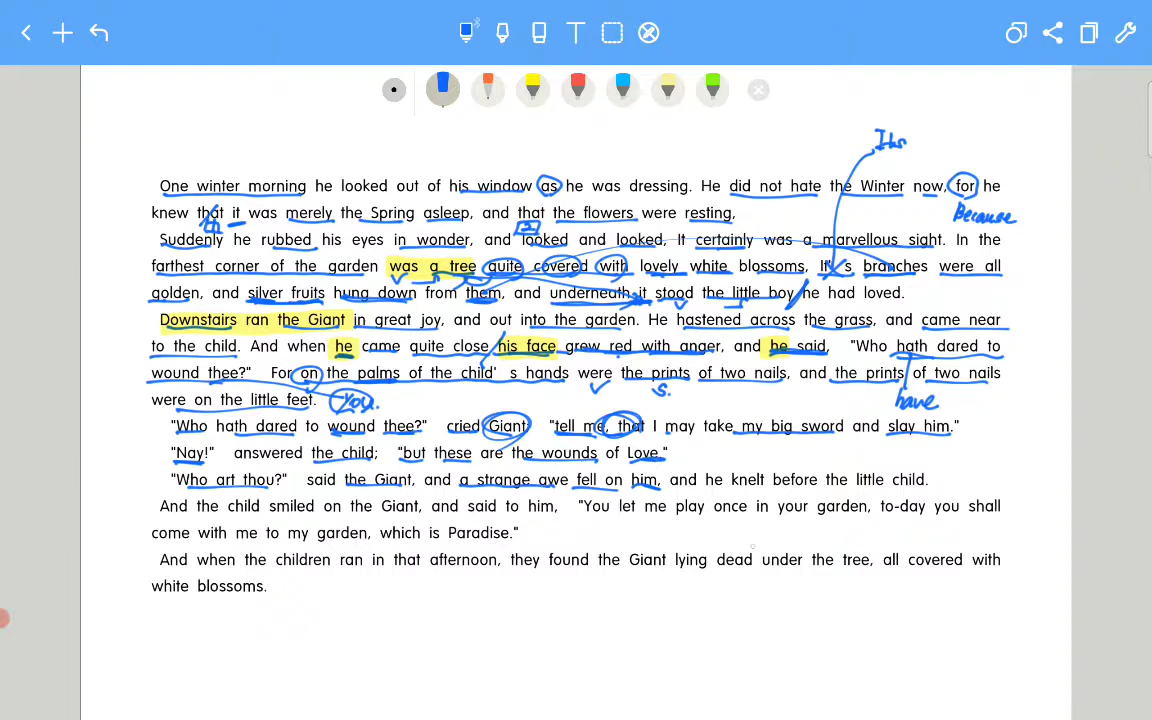 Its
One winter morning he looked out of his window as he was dressing. He did not hate the Winter now, for he
Because
knew that it was merely the Spring asleep, and that the flowers were resting,
Suddenly he rubbed his eyes in wonder, and looked and looked. It certainly was a marvellous sight. In the
farthest corner of the garden was a tree quite covered with lovely white blossoms. It' s branches were all
golden, and silver fruits hung down from them, and underneath it stood the little boy he had loved.
Downstairs ran the Giant in great joy, and out into the garden. He hastened across the grass, and came near
to the child. And when he came quite close his face grew red with anger, and he said, "Who hath dared to
wound thee?" For on the palms of the child' s hands were the prints of two nails, and the prints of two nails
S.
were on the little feet. You. have
"Who hath dared to wound thee?" cried Giant "tell me, that I may take my big sword and slay him."
"Nay!" answered the child; "but these are the wounds of Love."
"Who art thou?" said the Giant, and a strange awe fell on him, and he knelt before the little child.
And the child smiled on the Giant, and said to him, "You let me play once in your garden, to-day you shall
come with me to my garden, which is Paradise."
And when the children ran in that afternoon, they found the Giant lying dead under the tree, all covered with
white blossoms.